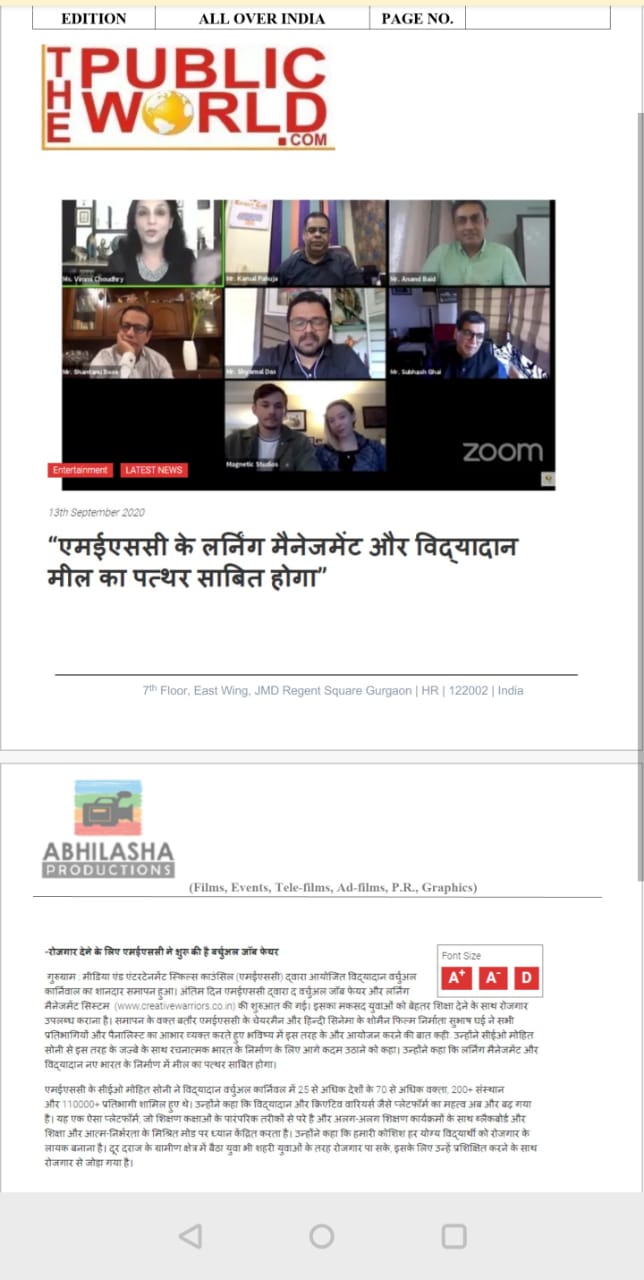 EDITION ALL OVER INDIA PAGE NO.
THE PUBLIC WORLD .COM
Ms. Vinnni Choudhry
Mr. Kamal Pahuja
Mr. Anand Baid
Mr. Shantanu
Mr. Shyamal Das
Mr. Subhash Ghai
Magnetic Studios
zoom
Entertainment LATEST NEWS
13th September 2020
“एमईएससी के लर्निंग मैनेजमेंट और विद्यादान
मील का पत्थर साबित होगा”
7th Floor, East Wing, JMD Regent Square Gurgaon | HR | 122002 | India
ABHILASHA
PRODUCTIONS
(Films, Events, Tele-films, Ad-films, P.R., Graphics)
-रोजगार देने के लिए एमईएससी ने शुरू की है वर्चुअल जॉब फेयर
Font Size
A+ A- D
गुरुग्राम : मीडिया एंड एंटरटेनमेंट स्किल्स काउंसिल (एमईएससी) द्वारा आयोजित विद्यादान वर्चुअल
कार्निवाल का शानदार समापन हुआ। अंतिम दिन एमईएससी द्वारा द वर्चुअल जॉब फेयर और लर्निंग
मैनेजमेंट सिस्टम (www.creativewarriors.co.in) की शुरुआत की गई। इसका मकसद युवाओं को बेहतर शिक्षा देने के साथ रोजगार
उपलब्ध कराना है। समापन के वक्त बतौर एमईएससी के चेयरमैन और हिन्दी सिनेमा के शोमैन फिल्म निर्माता सुभाष घई ने सभी
प्रतिभागियों और पैनालिस्ट का आभार व्यक्त करते हुए भविष्य में इस तरह के और आयोजन करने की बात कही. उन्होंने सीईओ मोहित
सोनी से इस तरह के जज्बे के साथ रचनात्मक भारत के निर्माण के लिए आगे कदम उठाने को कहा। उन्होंने कहा कि लर्निंग मैनेजमेंट और
विद्यादान नए भारत के निर्माण में मील का पत्थर साबित होगा।
एमईएससी के सीईओ मोहित सोनी ने विद्यादान वर्चुअल कार्निवल में 25 से अधिक देशों के 70 से अधिक वक्ता, 200+ संस्थान
और 110000+ प्रतिभागी शामिल हुए थे। उन्होंने कहा कि विद्यादान और क्रिएटिव वारियर्स जैसे प्लेटफॉर्म का महत्व अब और बढ़ गया
है। यह एक ऐसा प्लेटफॉर्म, जो शिक्षण कक्षाओं के पारंपरिक तरीकों से परे है और अलग-अलग शिक्षण कार्यक्रमों के साथ ब्लैकबोर्ड और
शिक्षा और आत्म-निर्भरता के मिश्रित मोड पर ध्यान केंद्रित करता है। उन्होंने कहा कि हमारी कोशिश हर योग्य विद्यार्थी को रोजगार के
लायक बनाना है। दूर दराज के ग्रामीण क्षेत्र में बैठा युवा भी शहरी युवाओं के तरह रोजगार पा सके, इसके लिए उन्हें प्रशिक्षित करने के साथ
रोजगार से जोड़ा गया है।